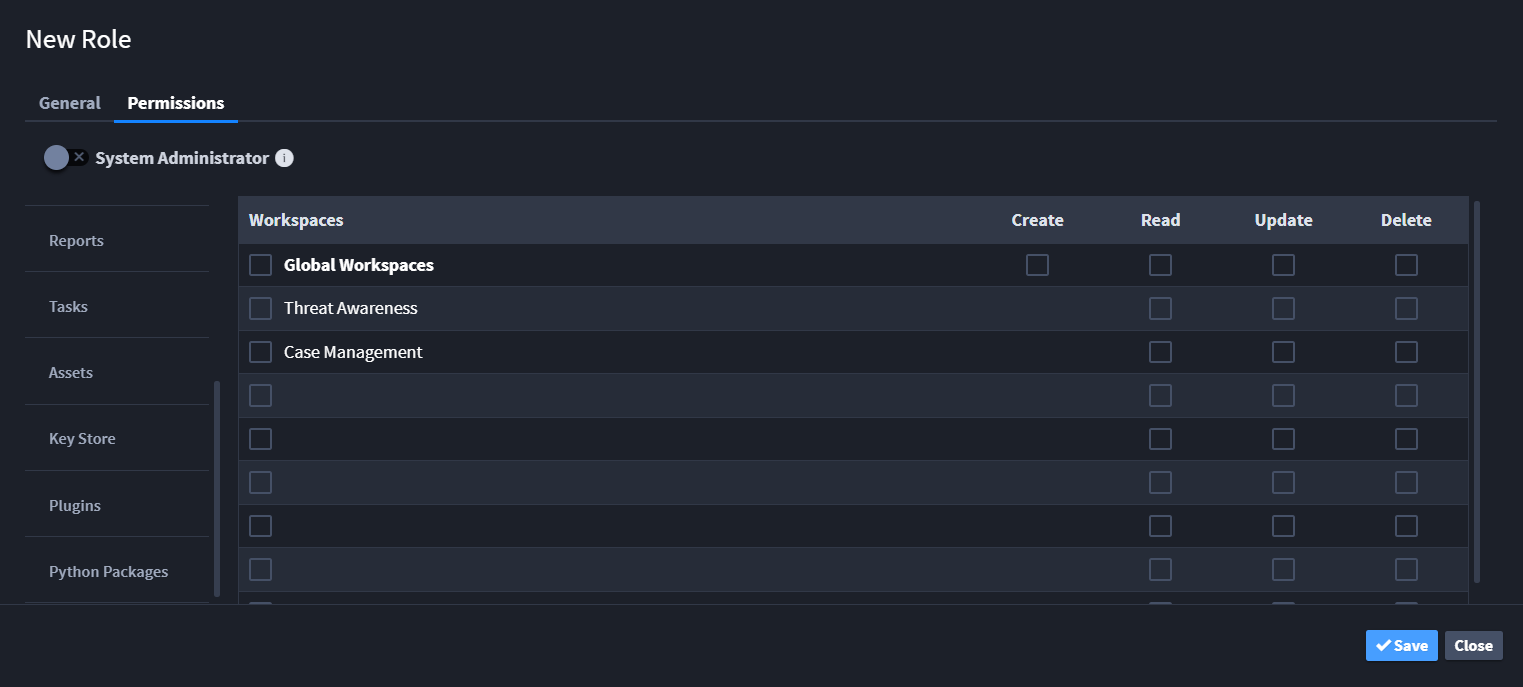 New Role
General Permissions
System Administrator i
Workspaces Create Read Update Delete
Global Workspaces
Threat Awareness
Case Management
Reports
Tasks
Assets
Key Store
Plugins
Python Packages
Save Close